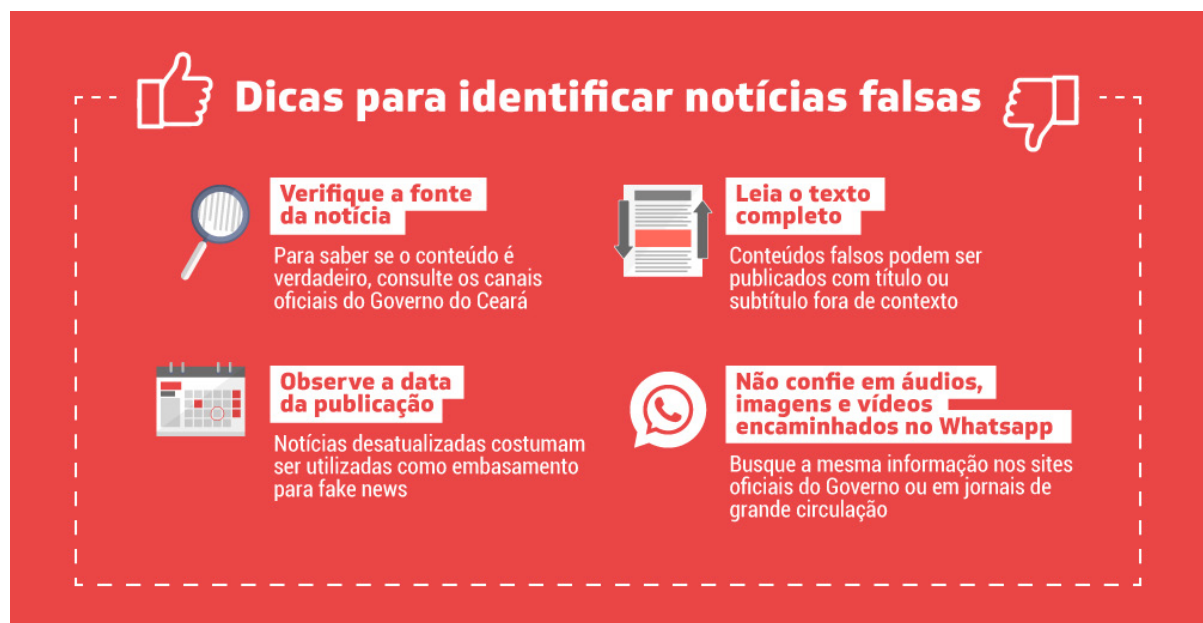 Dicas para identificar notícias falsas
Verifique a fonte
da notícia
Para saber se o conteúdo é
verdadeiro, consulte os canais
oficiais do Governo do Ceará
Leia o texto
completo
Conteúdos falsos podem ser
publicados com título ou
subtítulo fora de contexto
Observe a data
da publicação
Notícias desatualizadas costumam
ser utilizadas como embasamento
para fake news
Não confie em áudios,
imagens e vídeos
encaminhados no Whatsapp
Busque a mesma informação nos sites
oficiais do Governo ou em jornais de
grande circulação